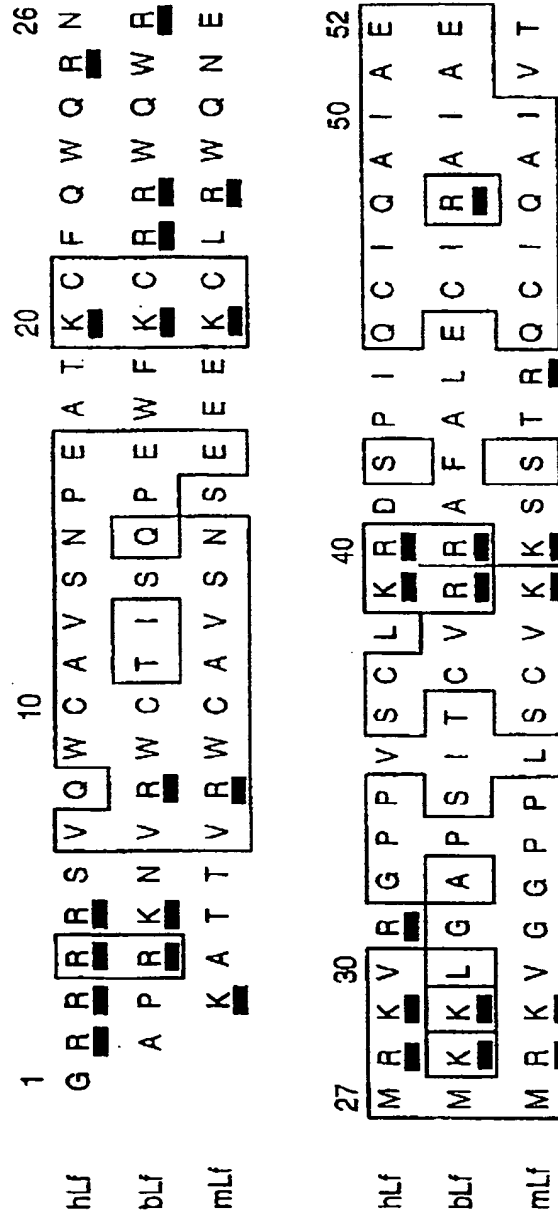 1 10 20 26
hLf G R R R R S V Q W C A V S N P E A T K C F Q W Q R N
bLf A P R K N V R W C T I S Q P E W F K C R R W Q W R
mLf K A T T V R W C A V S N S E E E K C L R W Q N E
27 30 40 50 52
hLf M R K V R G P P V S C L K R D S P I Q C I Q A I A E
bLf M K K L G A P S I T C V R R A F A L E C I R A I A E
mLf M R K V G G P P L S C V K K S S T R Q C I Q A I V T